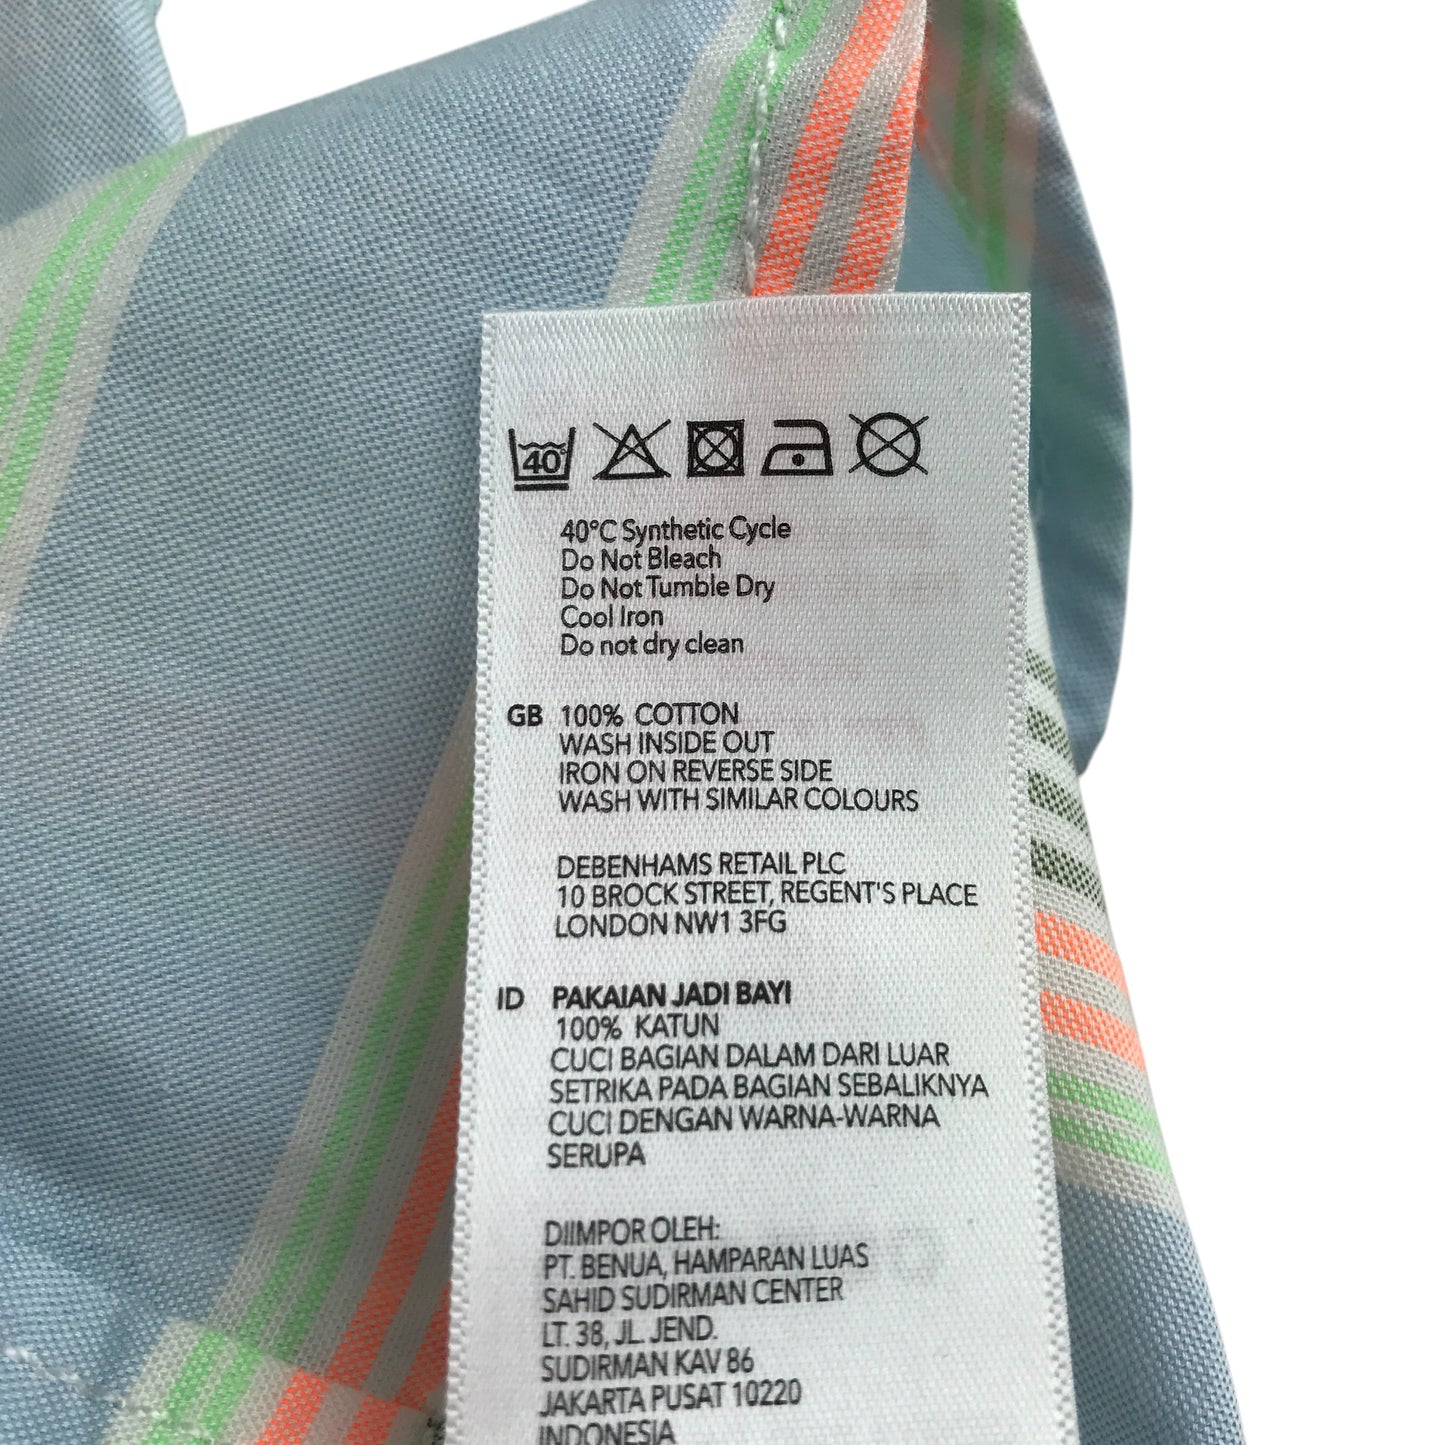 40°
40°C Synthetic Cycle
Do Not Bleach
Do Not Tumble Dry
Cool Iron
Do not dry clean
GB 100% COTTON
WASH INSIDE OUT
IRON ON REVERSE SIDE
WASH WITH SIMILAR COLOURS
DEBENHAMS RETAIL PLC
10 BROCK STREET, REGENT'S PLACE
LONDON NW1 3FG
ID PAKAIAN JADI BAYI
100% KATUN
CUCI BAGIAN DALAM DARI LUAR
SETRIKA PADA BAGIAN SEBALIKNYA
CUCI DENGAN WARNA-WARNA
SERUPA
DIIMPOR OLEH:
PT. BENUA, HAMPARAN LUAS
SAHID SUDIRMAN CENTER
LT. 38, JL. JEND.
SUDIRMAN KAV 86
JAKARTA PUSAT 10220
INDONESIA